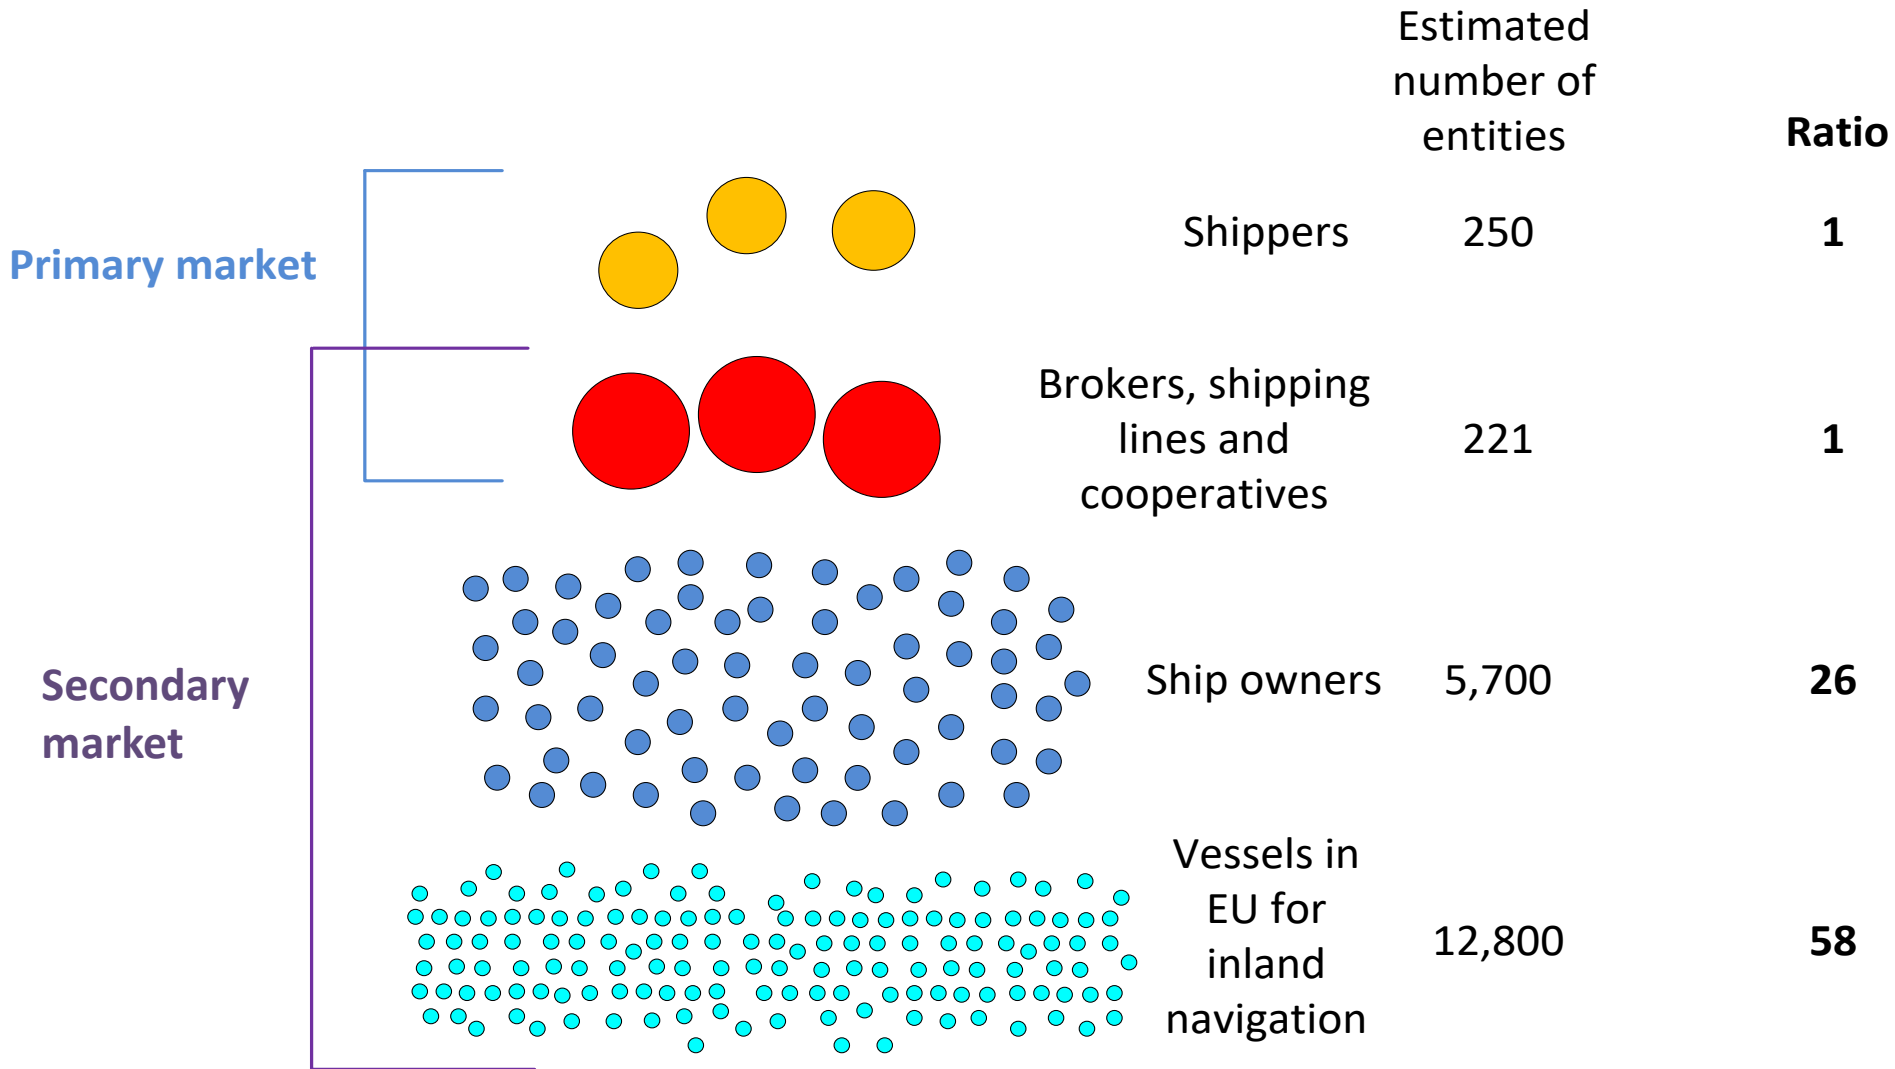 Estimated
number of
entities
Ratio
Primary market
Shippers
250
1
Brokers, shipping
lines and
cooperatives
221
1
Secondary
market
Ship owners
5,700
26
Vessels in
EU for
inland
navigation
12,800
58